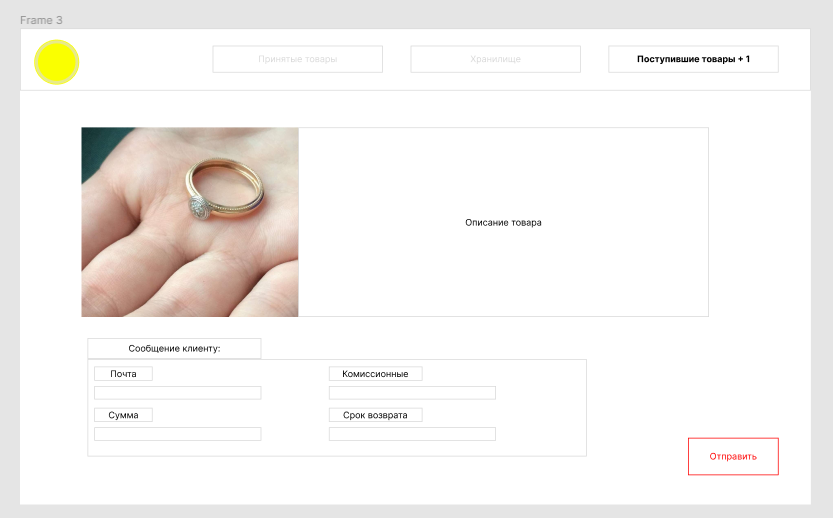 Frame 3
Принятые товары
Хранилище
Поступившие товары + 1
Описание товара
Сообщение клиенту:
Почта
Комиссионные
Сумма
Срок возврата
Отправить